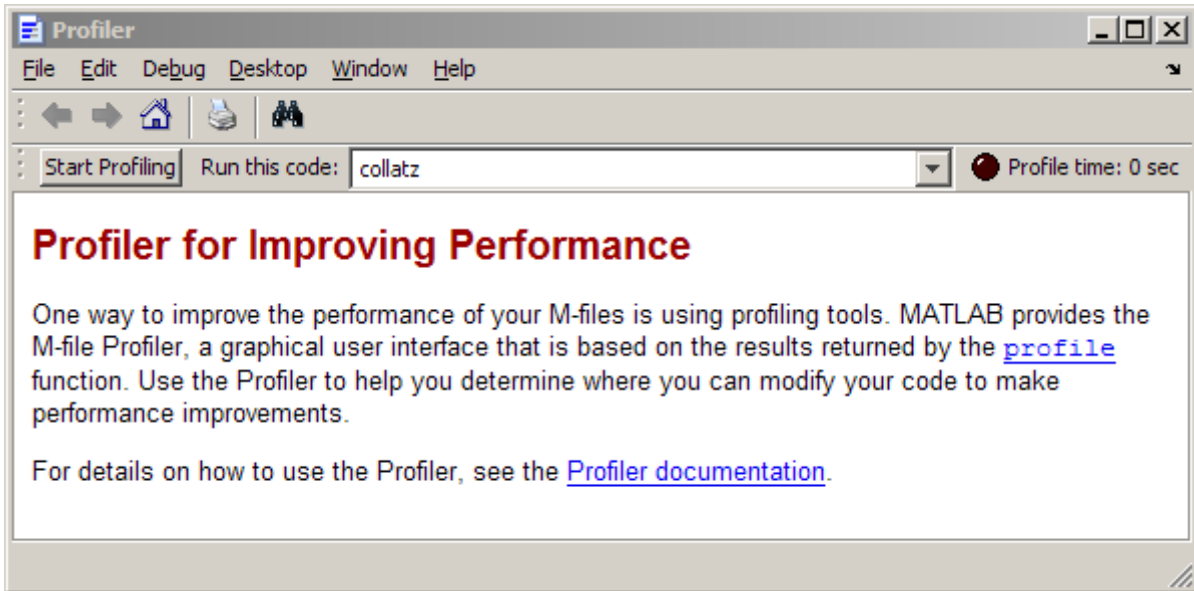 Profiler
File Edit Debug Desktop Window Help
Start Profiling Run this code: collatz Profile time: 0 sec
Profiler for Improving Performance
One way to improve the performance of your M-files is using profiling tools. MATLAB provides the
M-file Profiler, a graphical user interface that is based on the results returned by the profile
function. Use the Profiler to help you determine where you can modify your code to make
performance improvements.
For details on how to use the Profiler, see the Profiler documentation.